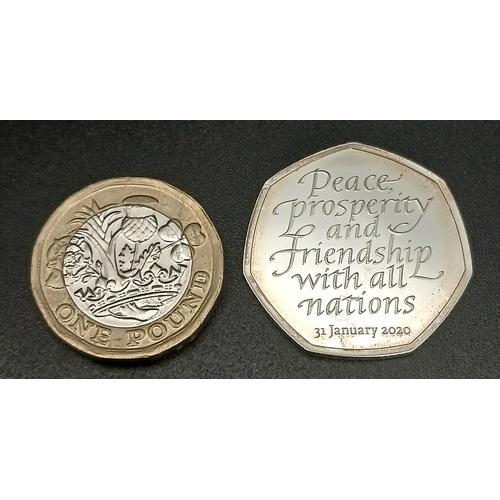 ONE POUND
Peace,
prosperity
and
friendship
with all
nations
31 January 2020